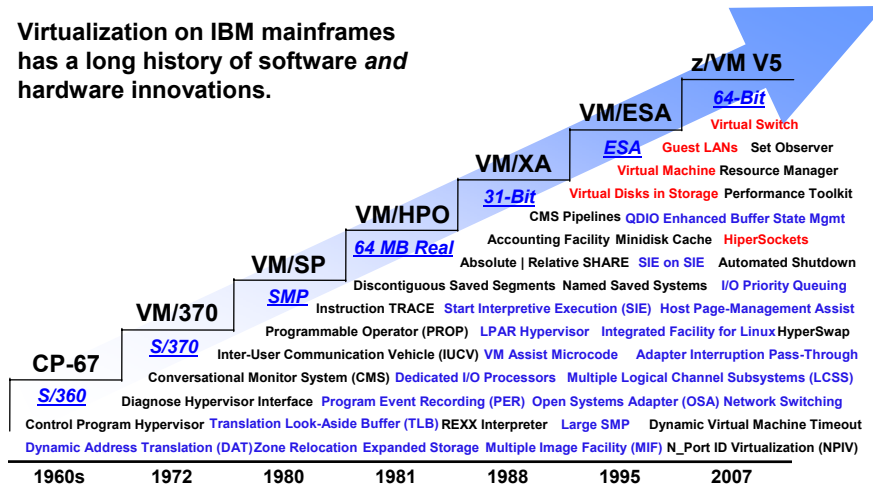 Virtualization on IBM mainframes
has a long history of software and
hardware innovations.
z/VM V5
64-Bit
VM/ESA
ESA
VM/XA
31-Bit
VM/HPO
64 MB Real
VM/SP
SMP
VM/370
S/370
CP-67
S/360
Virtual Switch
Guest LANs Set Observer
Virtual Machine Resource Manager
Virtual Disks in Storage Performance Toolkit
CMS Pipelines QDIO Enhanced Buffer State Mgmt
Accounting Facility Minidisk Cache HiperSockets
Absolute | Relative SHARE SIE on SIE Automated Shutdown
Discontiguous Saved Segments Named Saved Systems I/O Priority Queuing
Instruction TRACE Start Interpretive Execution (SIE) Host Page-Management Assist
Programmable Operator (PROP) LPAR Hypervisor Integrated Facility for Linux HyperSwap
Inter-User Communication Vehicle (IUCV) VM Assist Microcode Adapter Interruption Pass-Through
Conversational Monitor System (CMS) Dedicated I/O Processors Multiple Logical Channel Subsystems (LCSS)
Diagnose Hypervisor Interface Program Event Recording (PER) Open Systems Adapter (OSA) Network Switching
Control Program Hypervisor Translation Look-Aside Buffer (TLB) REXX Interpreter Large SMP Dynamic Virtual Machine Timeout
Dynamic Address Translation (DAT) Zone Relocation Expanded Storage Multiple Image Facility (MIF) N_Port ID Virtualization (NPIV)
1960s 1972 1980 1981 1988 1995 2007